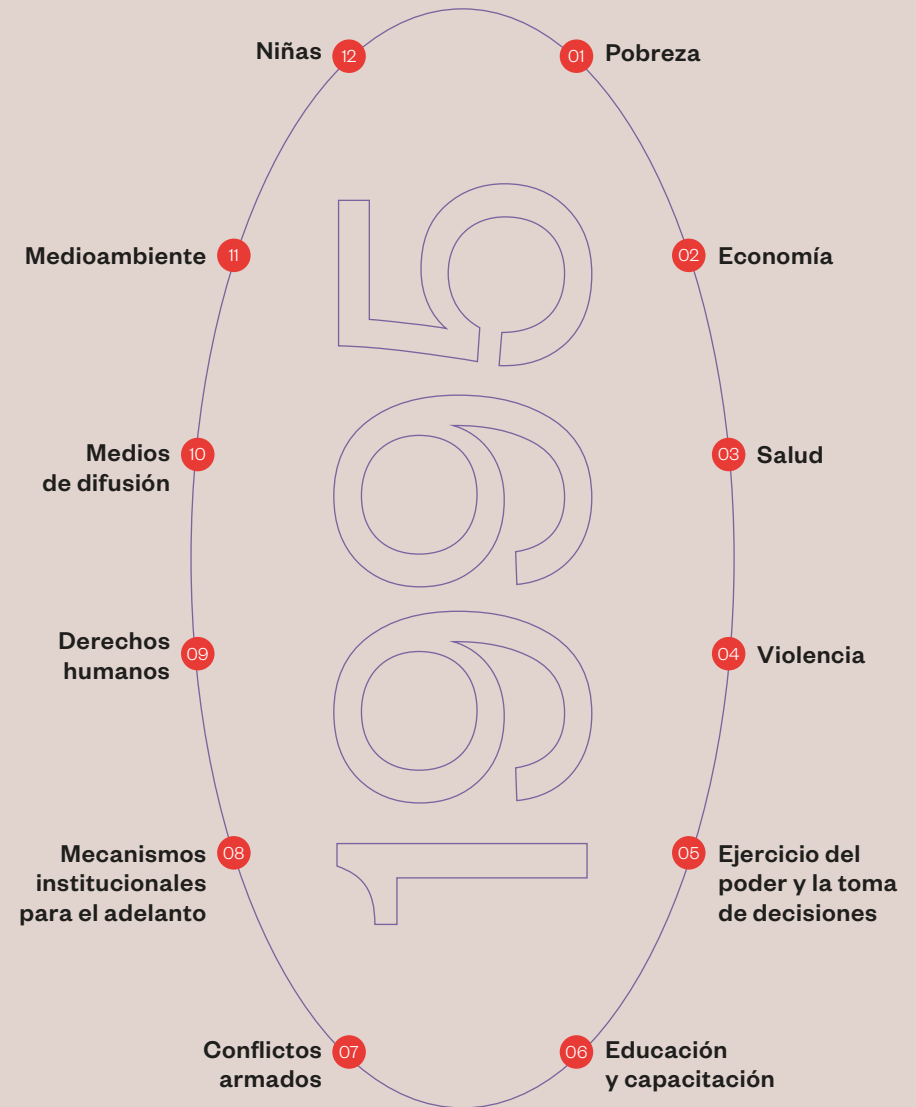 01
Pobreza
02
Economía
03
Salud
04
Violencia
05
Ejercicio del
poder y la toma
de decisiones
06
Educación
y capacitación
07
Conflictos
armados
08
Mecanismos
institucionales
para el adelanto
09
Derechos
humanos
10
Medios
de difusión
11
Medioambiente
12
Niñas
1995